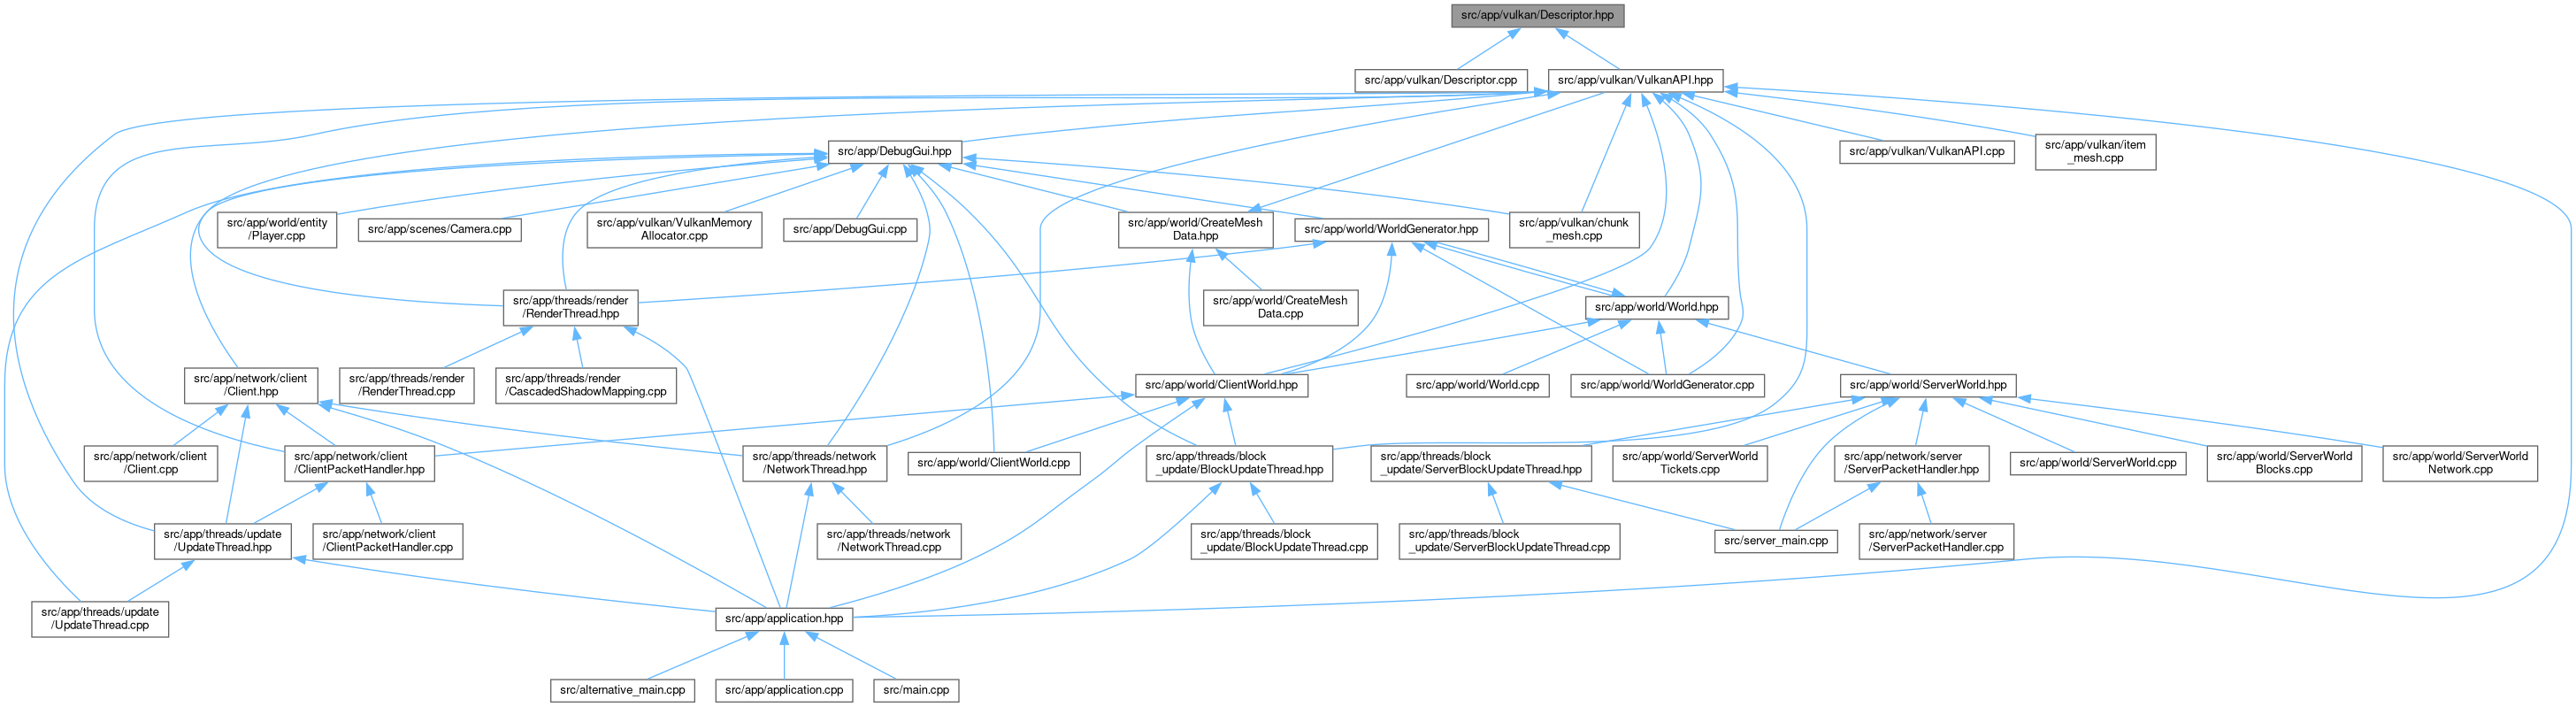 src/app/vulkan/Descriptor.hpp
src/app/vulkan/Descriptor.cpp
src/app/vulkan/VulkanAPI.hpp
src/app/DebugGui.hpp
src/app/vulkan/VulkanAPI.cpp
src/app/vulkan/item
_mesh.cpp
src/app/world/entity
/Player.cpp
src/app/scenes/Camera.cpp
src/app/vulkan/VulkanMemory
Allocator.cpp
src/app/DebugGui.cpp
src/app/world/CreateMesh
Data.hpp
src/app/world/WorldGenerator.hpp
src/app/vulkan/chunk
_mesh.cpp
src/app/threads/render
/RenderThread.hpp
src/app/world/CreateMesh
Data.cpp
src/app/world/World.hpp
src/app/network/client
/Client.hpp
src/app/threads/render
/RenderThread.cpp
src/app/threads/render
/CascadedShadowMapping.cpp
src/app/world/ClientWorld.hpp
src/app/world/World.cpp
src/app/world/WorldGenerator.cpp
src/app/world/ServerWorld.hpp
src/app/network/client
/Client.cpp
src/app/network/client
/ClientPacketHandler.hpp
src/app/threads/network
/NetworkThread.hpp
src/app/world/ClientWorld.cpp
src/app/threads/block
_update/BlockUpdateThread.hpp
src/app/threads/block
_update/ServerBlockUpdateThread.hpp
src/app/world/ServerWorld
Tickets.cpp
src/app/network/server
/ServerPacketHandler.hpp
src/app/world/ServerWorld.cpp
src/app/world/ServerWorld
Blocks.cpp
src/app/world/ServerWorld
Network.cpp
src/app/threads/update
/UpdateThread.hpp
src/app/network/client
/ClientPacketHandler.cpp
src/app/threads/network
/NetworkThread.cpp
src/app/threads/block
_update/BlockUpdateThread.cpp
src/app/threads/block
_update/ServerBlockUpdateThread.cpp
src/server_main.cpp
src/app/network/server
/ServerPacketHandler.cpp
src/app/threads/update
/UpdateThread.cpp
src/app/application.hpp
src/alternative_main.cpp
src/app/application.cpp
src/main.cpp